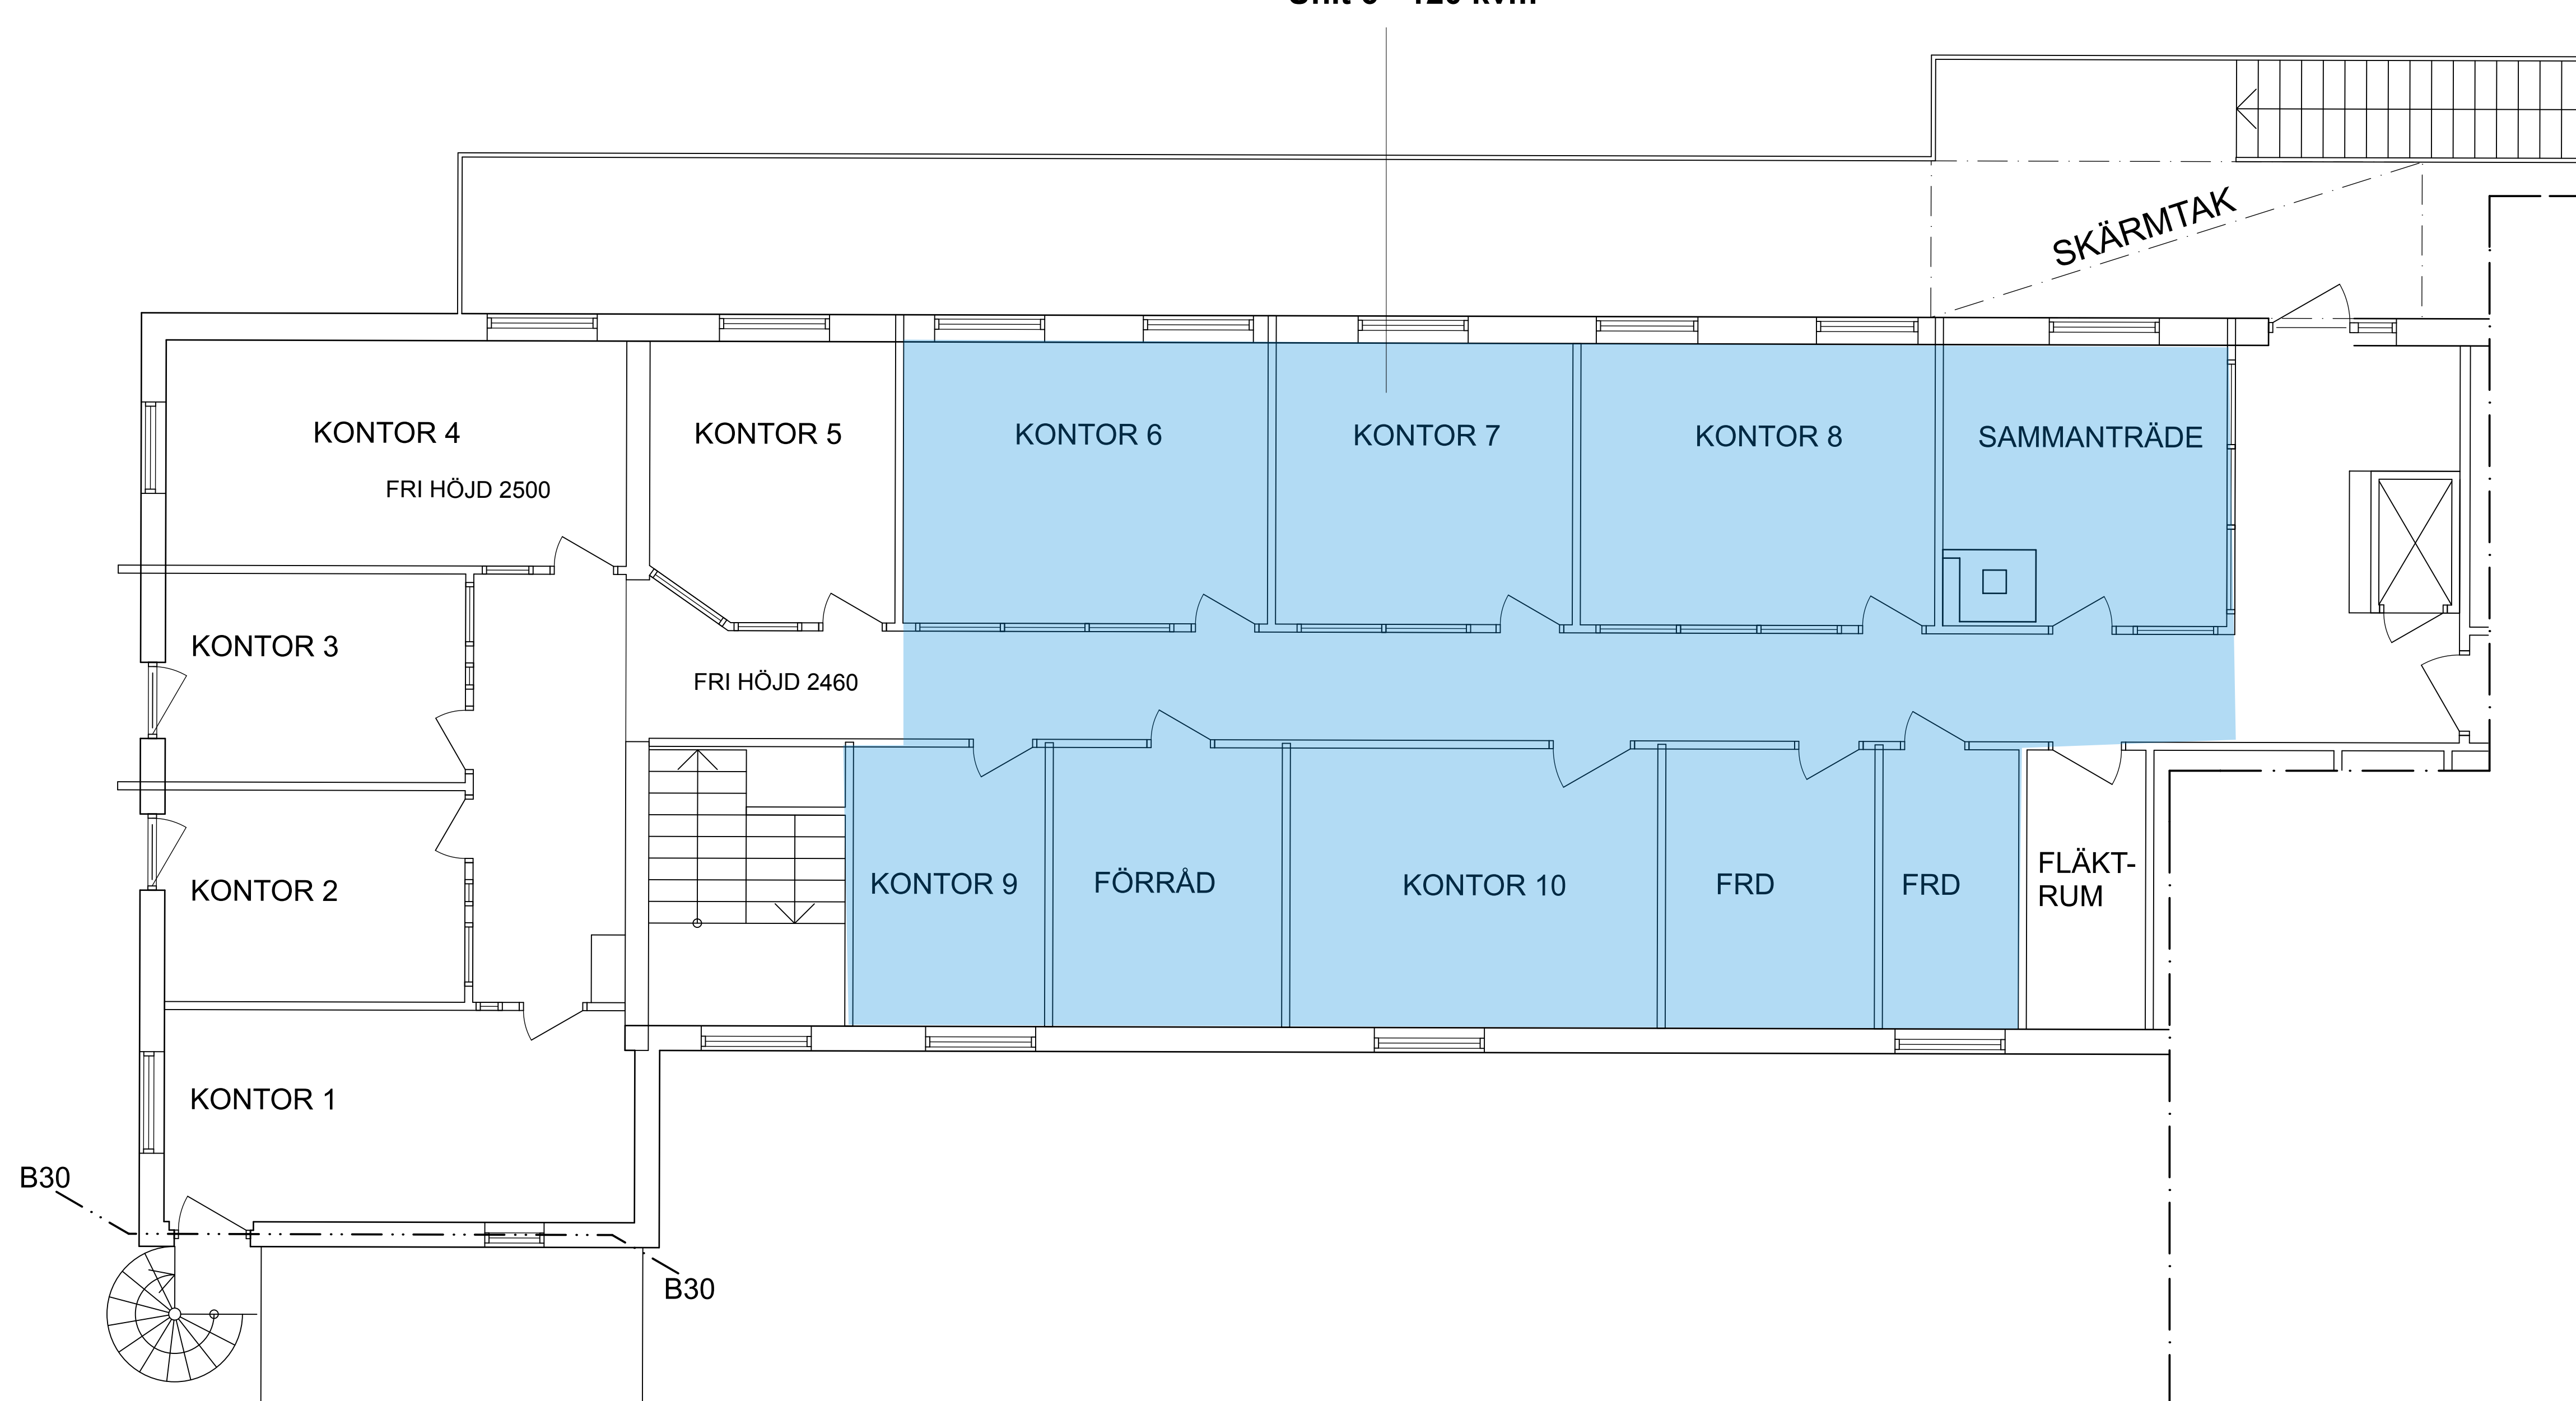 SKÄRMTAK
KONTOR 4
KONTOR 5
KONTOR 6
KONTOR 7
KONTOR 8
SAMMANTRÄDE
FRI HÖJD 2500
KONTOR 3
FRI HÖJD 2460
KONTOR 2
KONTOR 9
FÖRRÅD
KONTOR 10
FRD
FRD
FLÄKT-
RUM
KONTOR 1
B30
B30